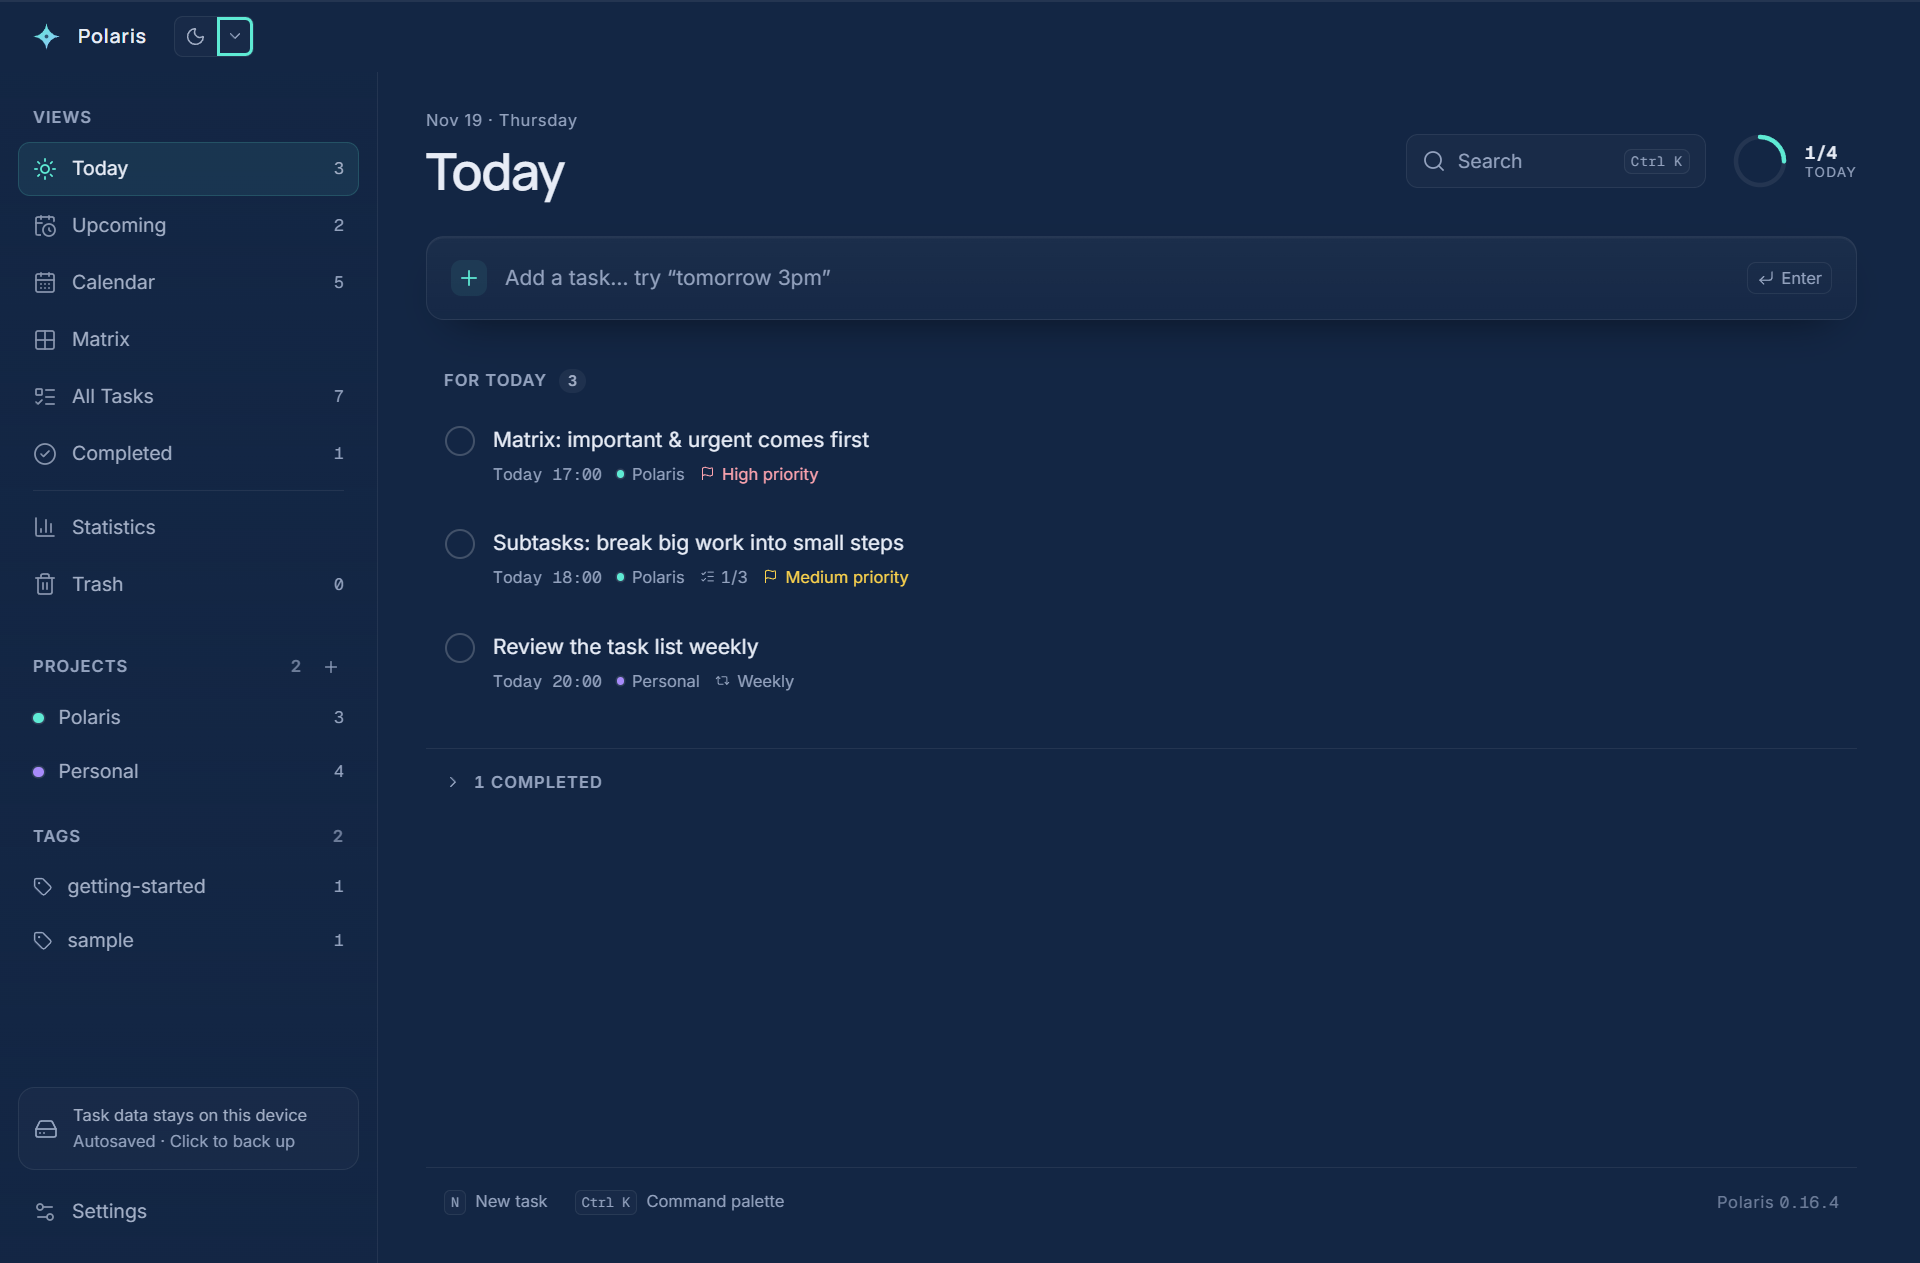 Polaris
VIEWS
Today 3
Upcoming 2
Calendar 5
Matrix
All Tasks 7
Completed 1
Statistics
Trash 0
PROJECTS 2
Polaris 3
Personal 4
TAGS 2
getting-started 1
sample 1
Task data stays on this device
Autosaved · Click to back up
Settings
Nov 19 · Thursday
Today
Search Ctrl K
1/4
TODAY
Add a task... try “tomorrow 3pm”
Enter
FOR TODAY 3
Matrix: important & urgent comes first
Today 17:00 Polaris High priority
Subtasks: break big work into small steps
Today 18:00 Polaris 1/3 Medium priority
Review the task list weekly
Today 20:00 Personal Weekly
1 COMPLETED
N New task Ctrl K Command palette
Polaris 0.16.4